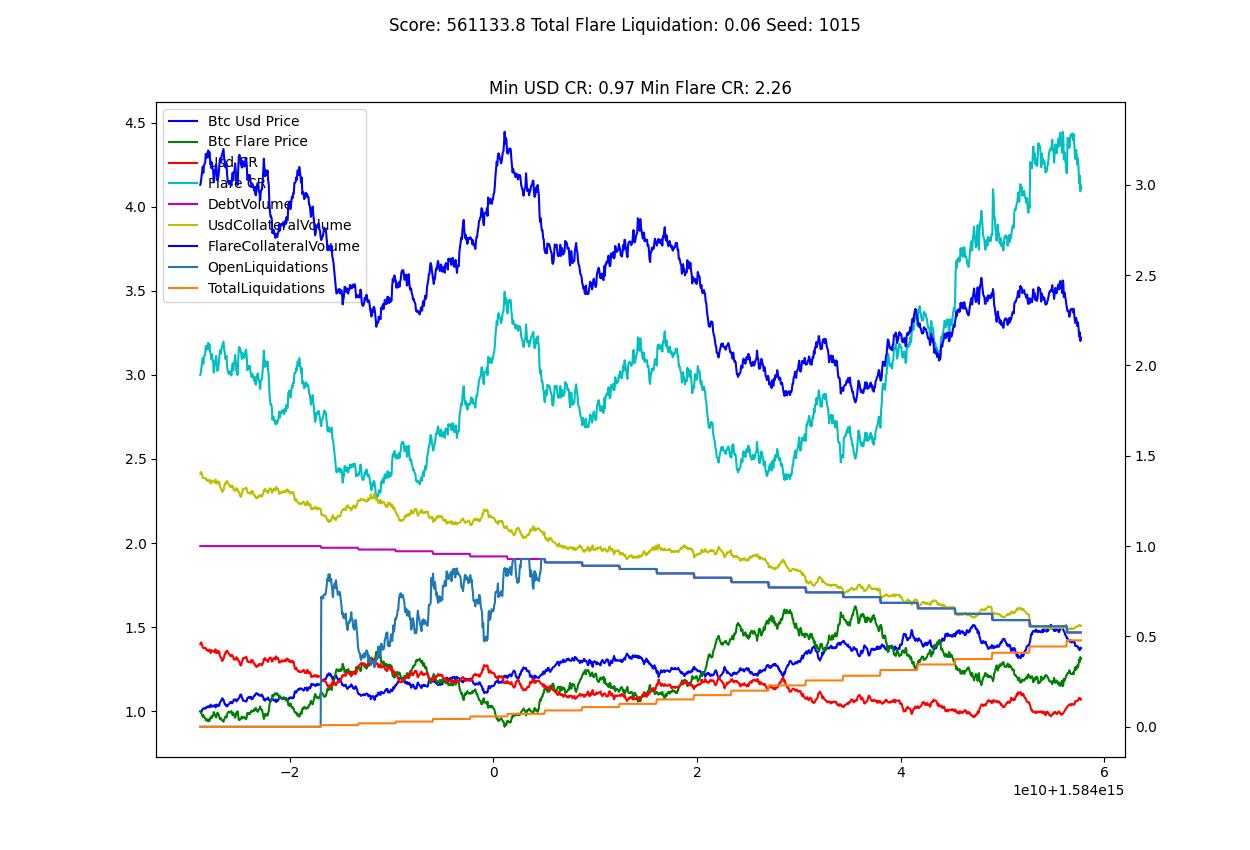 Score: 561133.8 Total Flare Liquidation: 0.06 Seed: 1015
Min USD CR: 0.97 Min Flare CR: 2.26
Btc Usd Price
Btc Flare Price
Usd CR
Flare CR
DebtVolume
UsdCollateralVolume
FlareCollateralVolume
OpenLiquidations
TotalLiquidations
4.5
4.0
3.5
3.0
2.5
2.0
1.5
1.0
3.0
2.5
2.0
1.5
1.0
0.5
0.0
−2 0 2 4 6
1e10+1.584e15